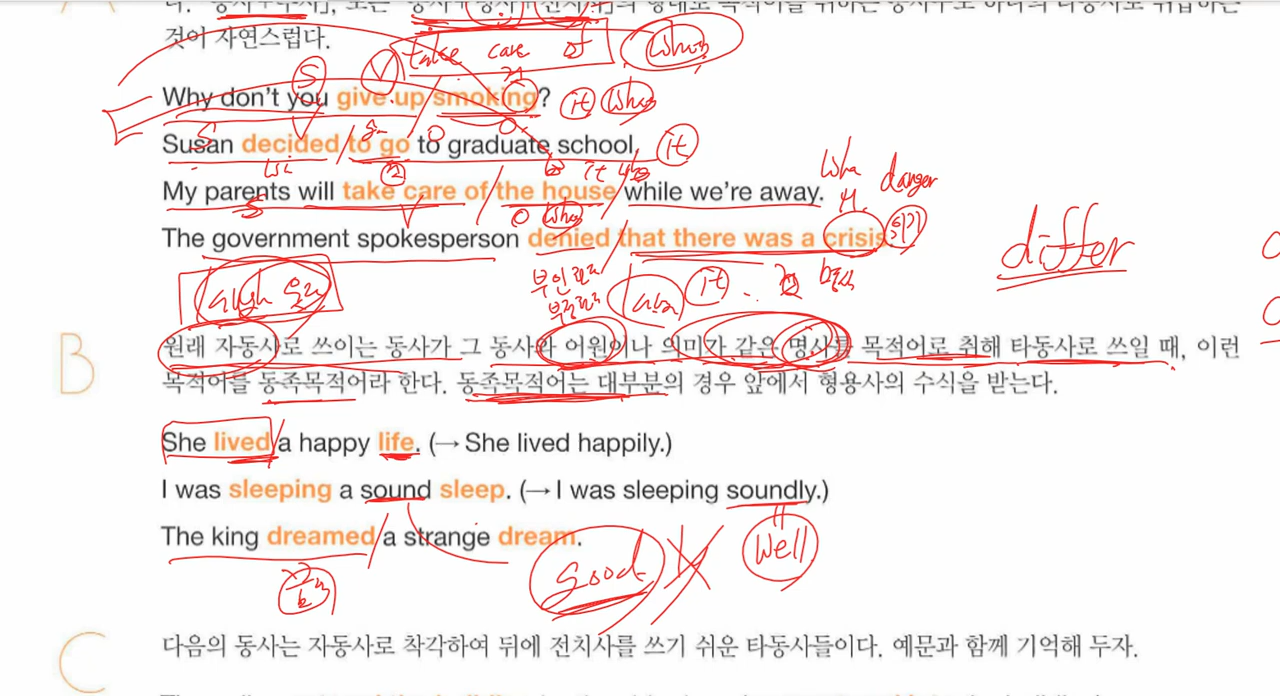 것이 자연스럽다.
take care of what
Why don't you give up smoking? it what
Susan decided to go to graduate school, it
My parents will take care of the house while we're away.
danger
The government spokesperson denied that there was a crisis
differ
it
B
원래 자동사로 쓰이는 동사가 그 동사와 어원이나 의미가 같은 명사를 목적어로 취해 타동사로 쓰일 때, 이런
목적어를 동족목적어라 한다. 동족목적어는 대부분의 경우 앞에서 형용사의 수식을 받는다.
She lived a happy life. (→ She lived happily.)
I was sleeping a sound sleep. (→ I was sleeping soundly.)
The king dreamed a strange dream.
good
Well
C
다음의 동사는 자동사로 착각하여 뒤에 전치사를 쓰기 쉬운 타동사들이다. 예문과 함께 기억해 두자.